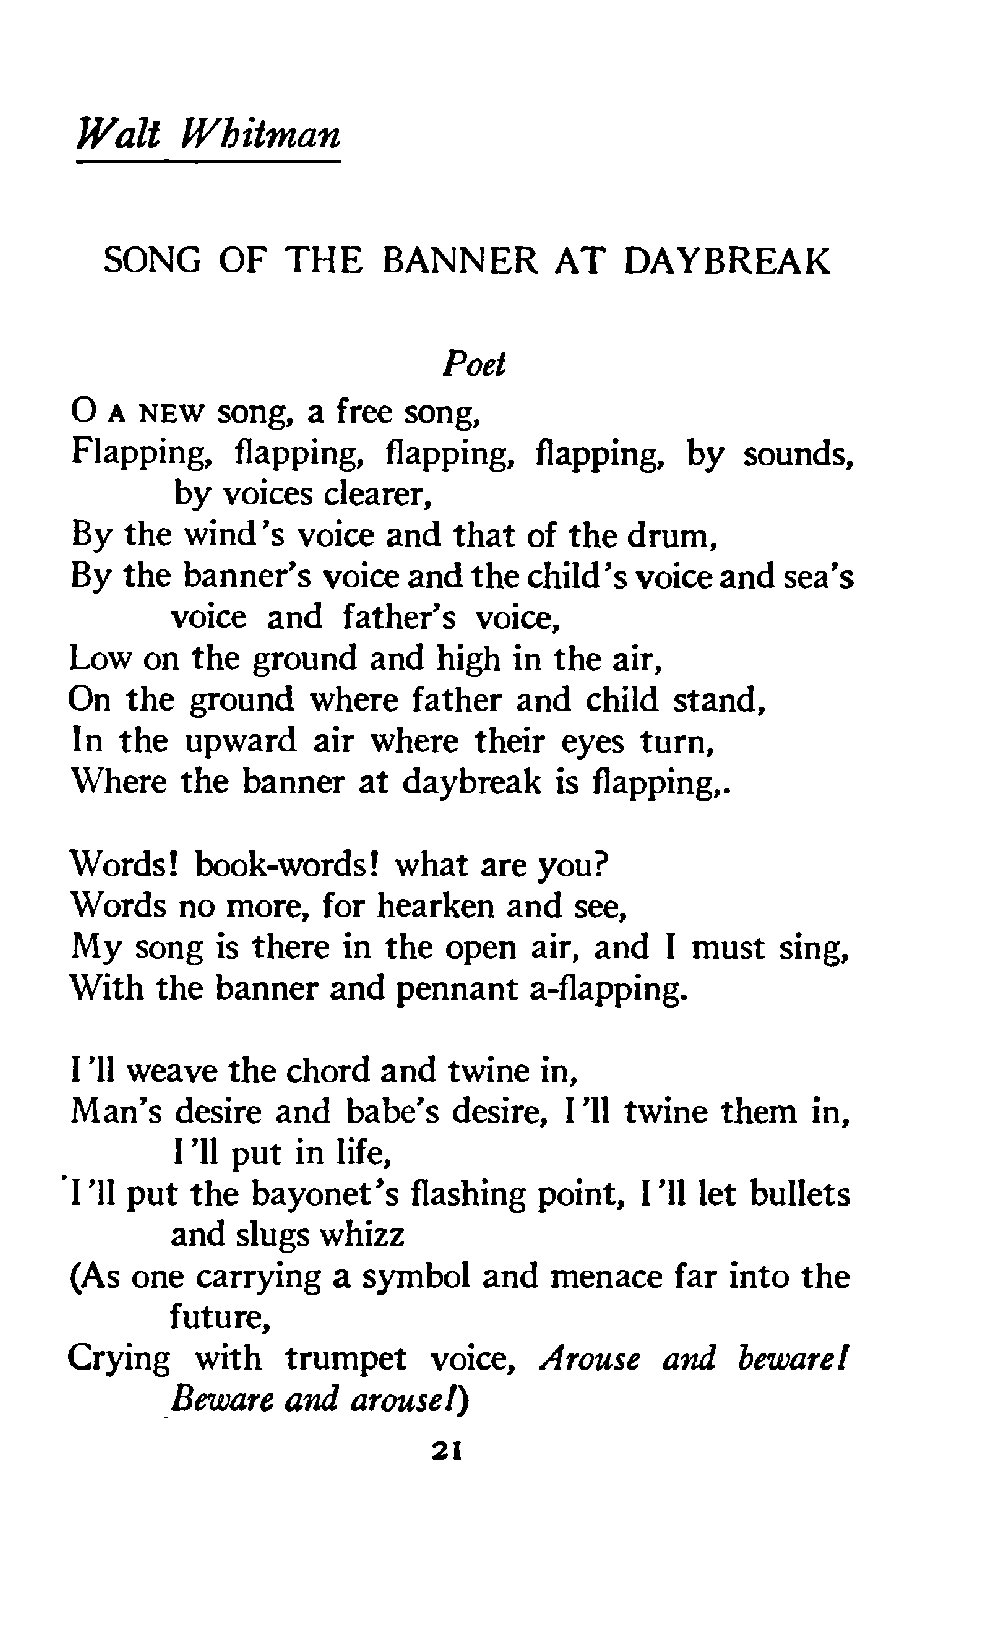 Walt Whitman
SONG OF THE BANNER AT DAYBREAK
Poet
O A NEW song, a free song,
Flapping, flapping, flapping, flapping, by sounds,
by voices clearer,
By the wind's voice and that of the drum,
By the banner's voice and the child's voice and sea's
voice and father's voice,
Low on the ground and high in the air,
On the ground where father and child stand,
In the upward air where their eyes turn,
Where the banner at daybreak is flapping,.
Words! book-words! what are you?
Words no more, for hearken and see,
My song is there in the open air, and I must sing,
With the banner and pennant a-flapping.
I'll weave the chord and twine in,
Man's desire and babe's desire, I'll twine them in,
I'll put in life,
I'll put the bayonet's flashing point, I'll let bullets
and slugs whizz
(As one carrying a symbol and menace far into the
future,
Crying with trumpet voice, Arouse and beware!
Beware and arouse!)
21